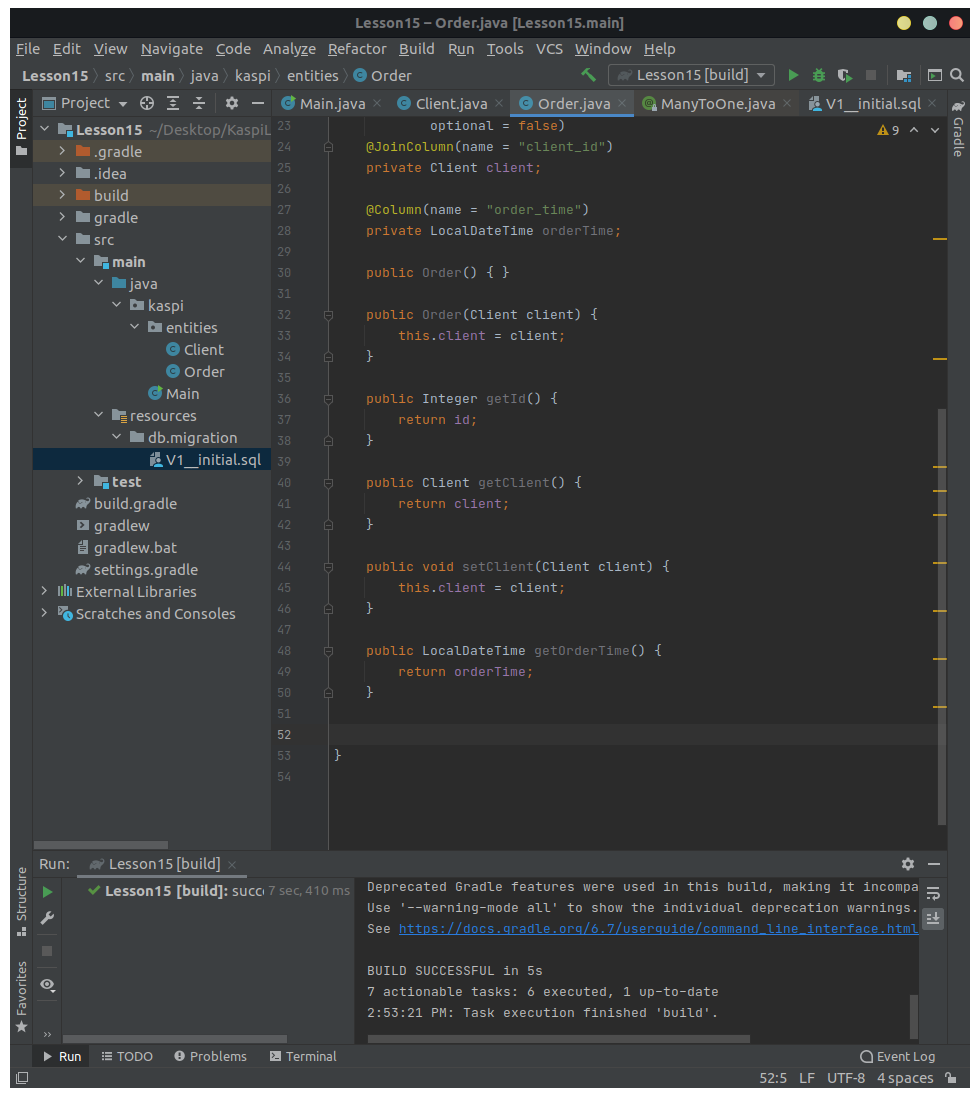 Lesson15 – Order.java [Lesson15.main]
File Edit View Navigate Code Analyze Refactor Build Run Tools VCS Window Help
Lesson15 src main java kaspi entities Order Lesson15 [build]
Project Main.java Client.java Order.java ManyToOne.java V1__initial.sql
Project
Gradle
Lesson15 ~/Desktop/KaspiL
.gradle
.idea
build
gradle
src
main
java
kaspi
entities
Client
Order
Main
resources
db.migration
V1__initial.sql
test
build.gradle
gradlew
gradlew.bat
settings.gradle
External Libraries
Scratches and Consoles
9
23 optional = false)
24 @JoinColumn(name = "client_id")
25 private Client client;
26
27 @Column(name = "order_time")
28 private LocalDateTime orderTime;
29
30 public Order() { }
31
32 public Order(Client client) {
33 this.client = client;
34 }
35
36 public Integer getId() {
37 return id;
38 }
39
40 public Client getClient() {
41 return client;
42 }
43
44 public void setClient(Client client) {
45 this.client = client;
46 }
47
48 public LocalDateTime getOrderTime() {
49 return orderTime;
50 }
51
52
53 }
54
Run: Lesson15 [build]
Structure
Favorites
Lesson15 [build]: succ 7 sec, 410 ms
Deprecated Gradle features were used in this build, making it incompa
Use '--warning-mode all' to show the individual deprecation warnings.
See https://docs.gradle.org/6.7/userguide/command_line_interface.html
BUILD SUCCESSFUL in 5s
7 actionable tasks: 6 executed, 1 up-to-date
2:53:21 PM: Task execution finished 'build'.
Run TODO Problems Terminal Event Log
52:5 LF UTF-8 4 spaces